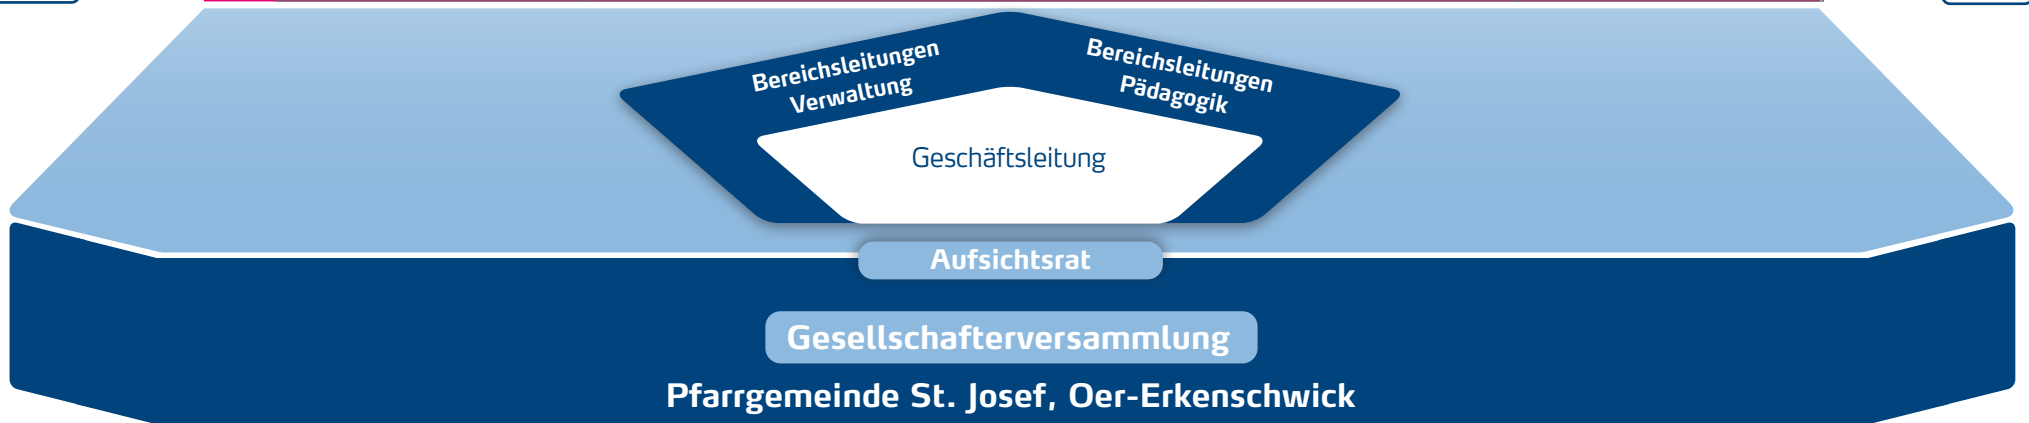 Bereichsleitungen
Verwaltung
Bereichsleitungen
Pädagogik
Geschäftsleitung
Aufsichtsrat
Gesellschafterversammlung
Pfarrgemeinde St. Josef, Oer-Erkenschwick